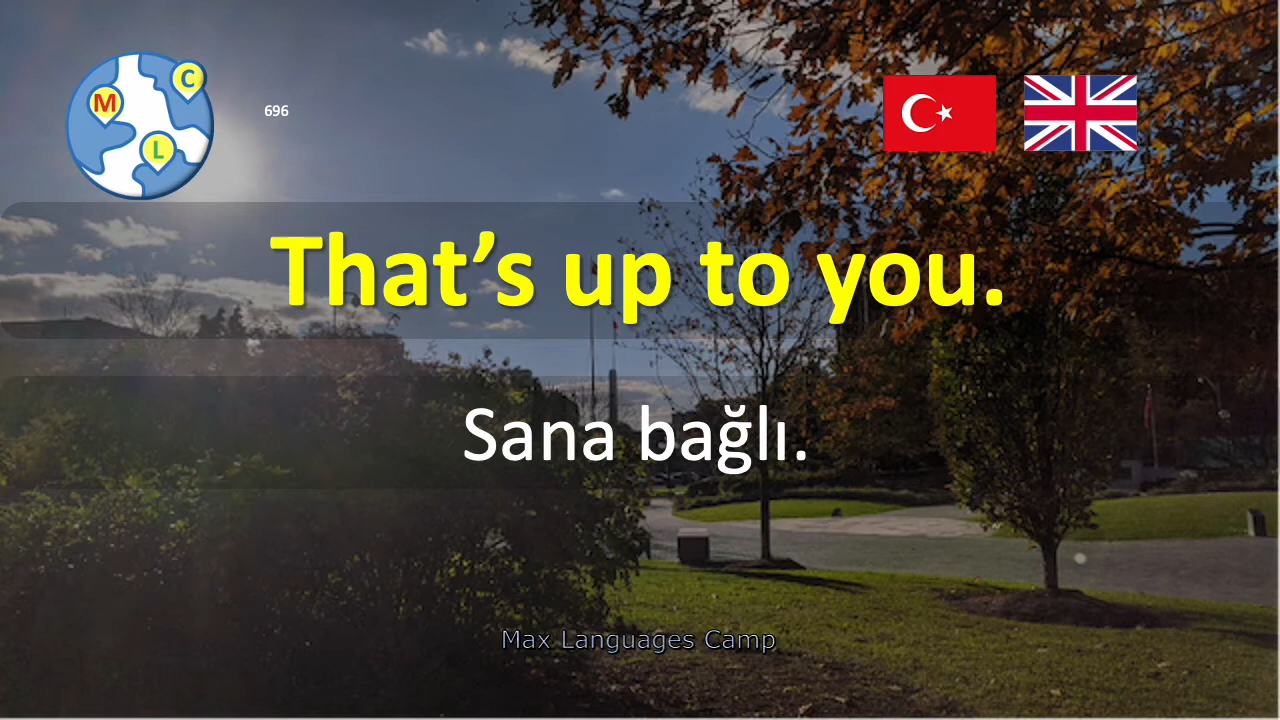 M
C
L
696
That’s up to you.
Sana bağlı.
Max Languages Camp